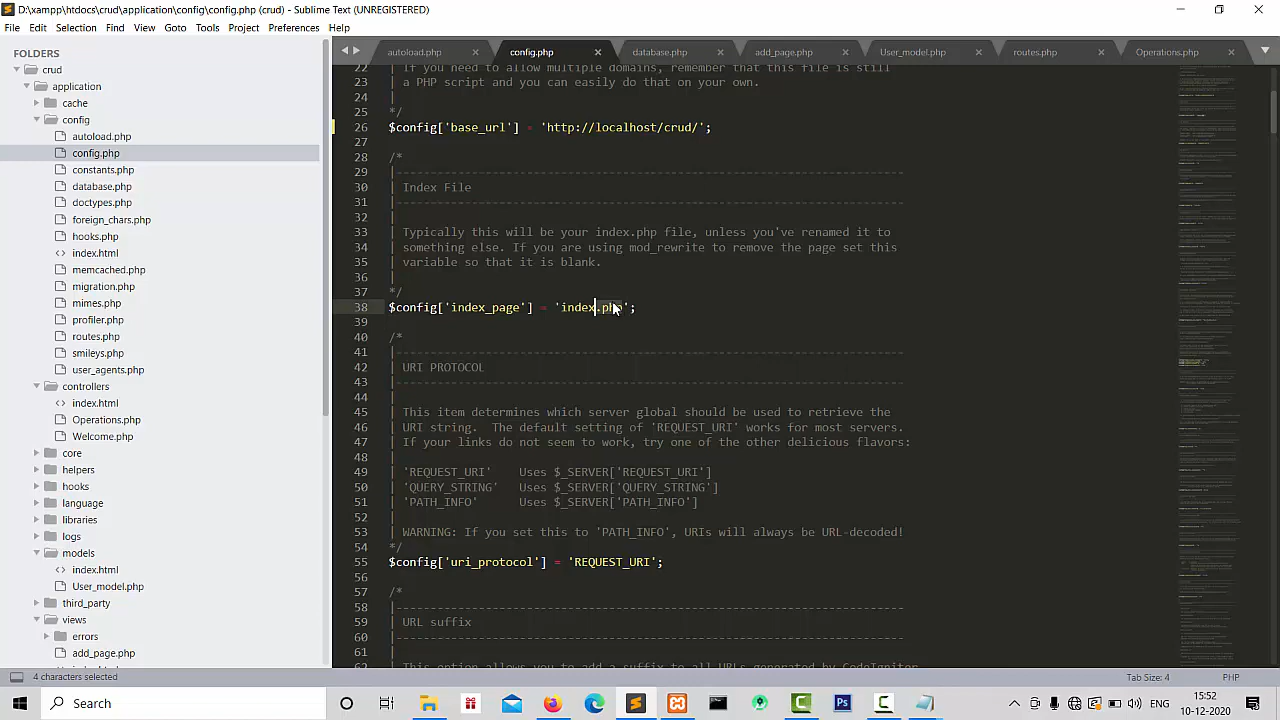 D:\xampp\htdocs\crud\application\config\config.php (crud) - Sublime Text (UNREGISTERED)
File Edit Selection Find View Goto Tools Project Preferences Help
FOLDERS
crud
application
cache
config
autoload.php
config.php
constants.php
database.php
doctypes.php
foreign_chars.php
hooks.php
index.html
memcached.php
migration.php
mimes.php
profiler.php
routes.php
smileys.php
user_agents.php
controllers
index.html
Operations.php
Welcome.php
core
helpers
hooks
language
libraries
logs
models
index.html
User_model.php
third_party
views
errors
add_page.php
autoload.php × config.php × database.php × add_page.php × User_model.php × routes.php × Operations.php ×
22 | If you need to allow multiple domains, remember that this file is still
23 | a PHP script and you can easily do that on your own.
24 |
25 */
26 $config['base_url'] = 'http://localhost/crud/';
27
28 /*
29 |--------------------------------------------------------------------------
30 | Index File
31 |--------------------------------------------------------------------------
32 |
33 | Typically this will be your index.php file, unless you've renamed it to
34 | something else. If you are using mod_rewrite to remove the page set this
35 | variable so that it is blank.
36 |
37 */
38 $config['index_page'] = 'index.php';
39
40 /*
41 |--------------------------------------------------------------------------
42 | URI PROTOCOL
43 |--------------------------------------------------------------------------
44 |
45 | This item determines which server global should be used to retrieve the
46 | URI string. The default setting of 'REQUEST_URI' works for most servers.
47 | If your links do not seem to work, try one of the other delicious flavors:
48 |
49 | 'REQUEST_URI' Uses $_SERVER['REQUEST_URI']
50 | 'QUERY_STRING' Uses $_SERVER['QUERY_STRING']
51 | 'PATH_INFO' Uses $_SERVER['PATH_INFO']
52 |
53 | WARNING: If you set this to 'PATH_INFO', URIs will always be URL-decoded!
54 */
55 $config['uri_protocol'] = 'REQUEST_URI';
56
57 /*
58 |--------------------------------------------------------------------------
59 | URL suffix
60 |--------------------------------------------------------------------------
61 |
| This option allows you to add a suffix to all URLs generated by CodeIgniter
4 characters selected Tab Size: 4 PHP
Search
ENG
15:52
10-12-2020